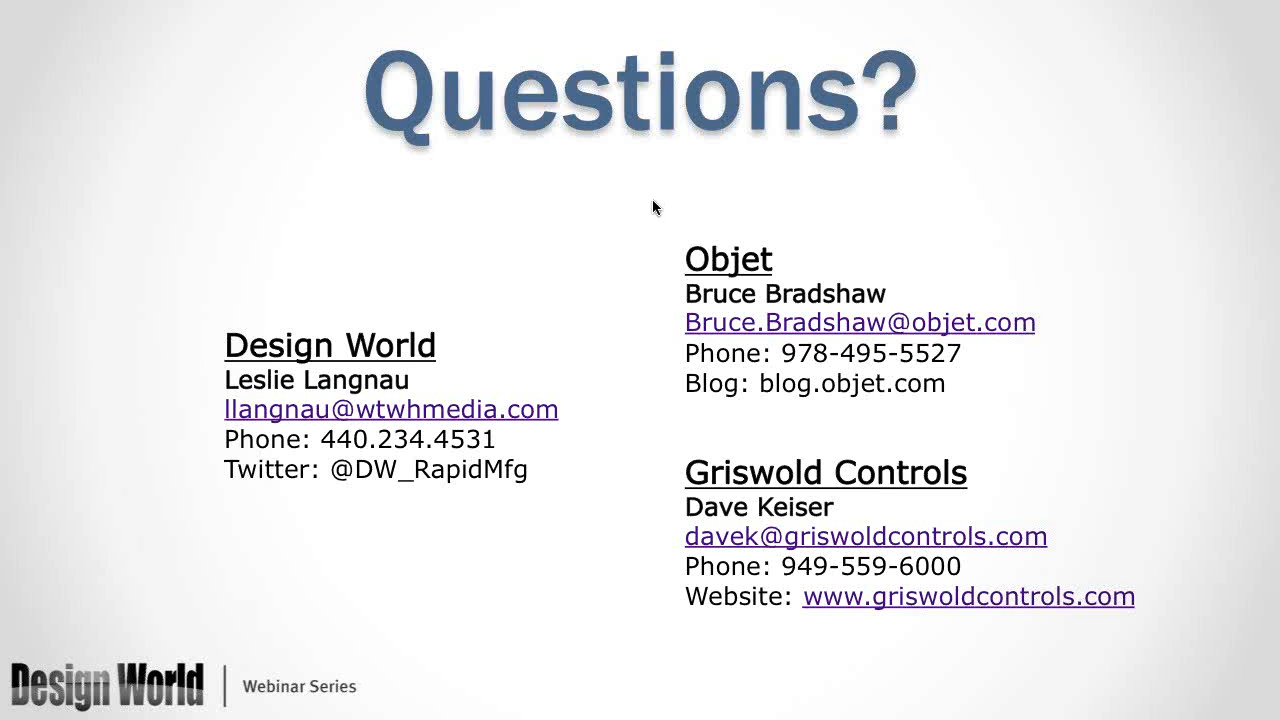 Questions?
Design World
Leslie Langnau
llangnau@wtwhmedia.com
Phone: 440.234.4531
Twitter: @DW_RapidMfg
Objet
Bruce Bradshaw
Bruce.Bradshaw@objet.com
Phone: 978-495-5527
Blog: blog.objet.com
Griswold Controls
Dave Keiser
davek@griswoldcontrols.com
Phone: 949-559-6000
Website: www.griswoldcontrols.com
Design World | Webinar Series